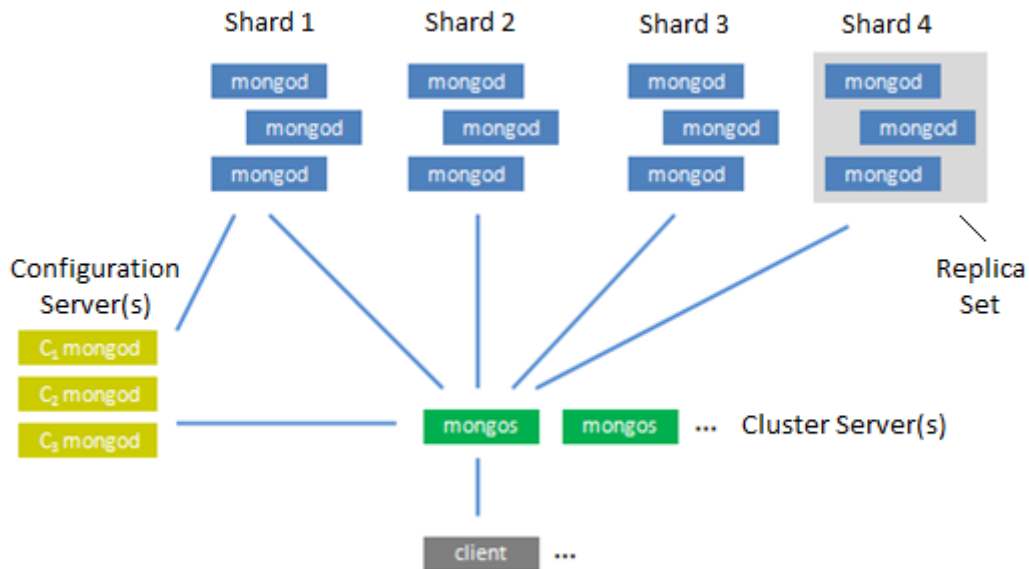 Shard 1
Shard 2
Shard 3
Shard 4
mongod
mongod
mongod
mongod
mongod
mongod
mongod
mongod
mongod
mongod
mongod
mongod
Configuration
Server(s)
Replica
Set
C₁ mongod
C₂ mongod
C₃ mongod
mongos
mongos
... Cluster Server(s)
client ...